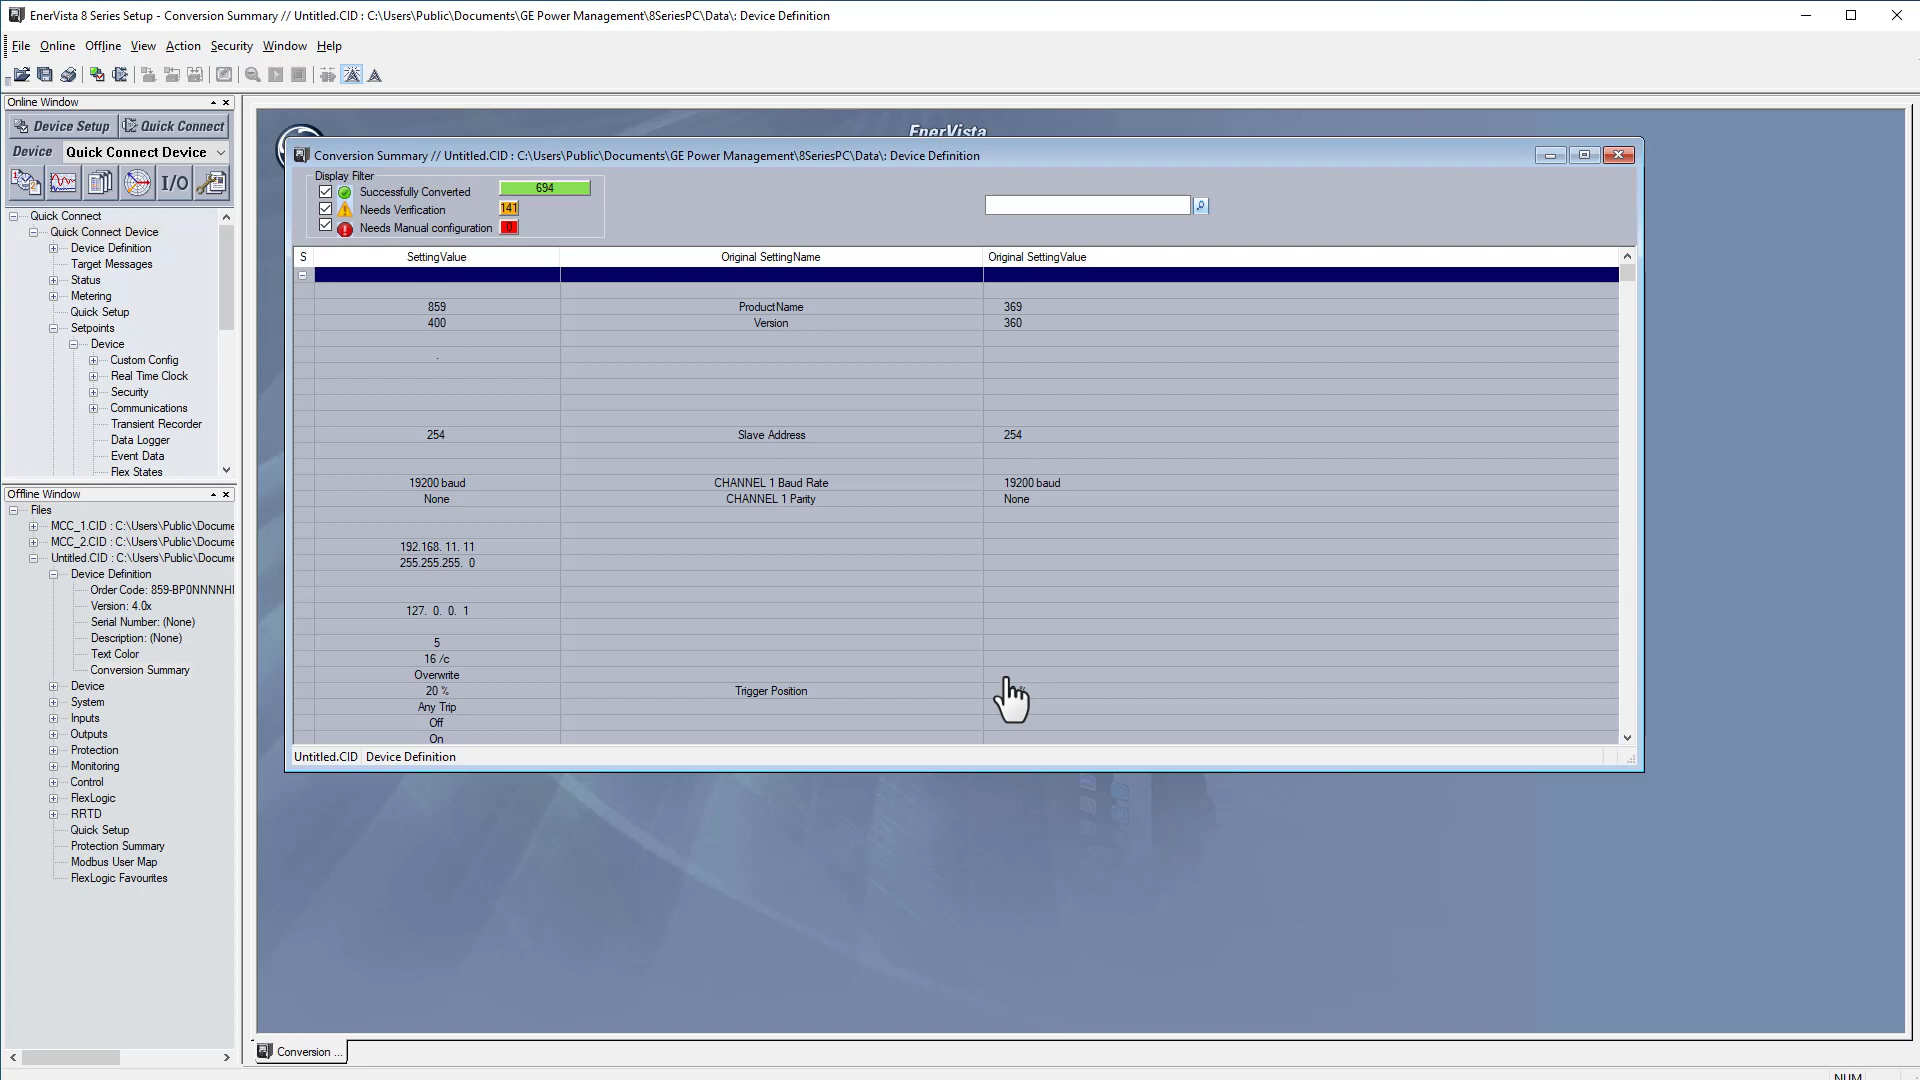 EnerVista 8 Series Setup - Conversion Summary // Untitled.CID : C:\Users\Public\Documents\GE Power Management\8SeriesPC\Data\: Device Definition
File Online Offline View Action Security Window Help
Online Window
Device Setup Quick Connect
Device Quick Connect Device
I/O
Quick Connect
Quick Connect Device
Device Definition
Target Messages
Status
Metering
Quick Setup
Setpoints
Device
Custom Config
Real Time Clock
Security
Communications
Transient Recorder
Data Logger
Event Data
Flex States
Offline Window
Files
MCC_1.CID : C:\Users\Public\Docume
MCC_2.CID : C:\Users\Public\Docume
Untitled.CID : C:\Users\Public\Docume
Device Definition
Order Code: 859-BP0NNNNH
Version: 4.0x
Serial Number: (None)
Description: (None)
Text Color
Conversion Summary
Device
System
Inputs
Outputs
Protection
Monitoring
Control
FlexLogic
RRTD
Quick Setup
Protection Summary
Modbus User Map
FlexLogic Favourites
EnerVista
Conversion Summary // Untitled.CID : C:\Users\Public\Documents\GE Power Management\8SeriesPC\Data\: Device Definition
Display Filter
Successfully Converted 694
Needs Verification 141
Needs Manual configuration 0
S SettingValue Original SettingName Original SettingValue
859 ProductName 369
400 Version 360
254 Slave Address 254
19200 baud CHANNEL 1 Baud Rate 19200 baud
None CHANNEL 1 Parity None
192.168. 11. 11
255.255.255. 0
127. 0. 0. 1
5
16 /c
Overwrite
20 % Trigger Position
Any Trip
Off
On
Untitled.CID Device Definition
Conversion ...
NUM